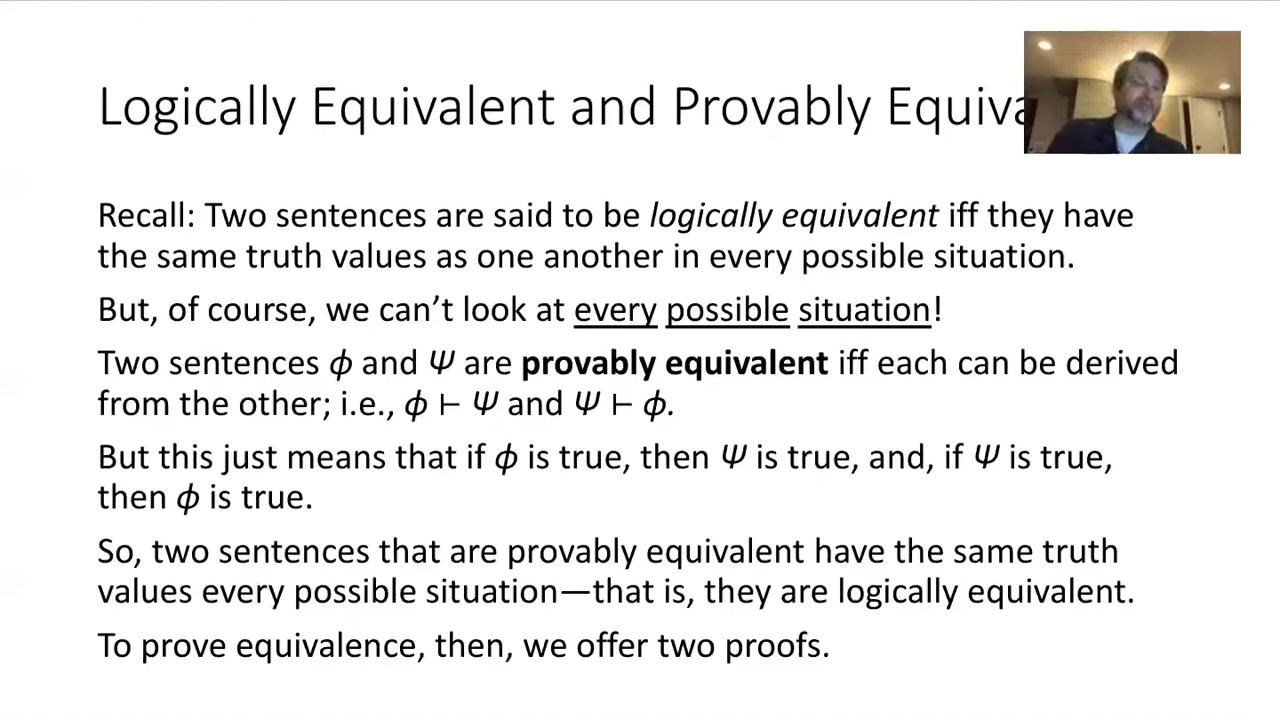 Logically Equivalent and Provably Equiva
Recall: Two sentences are said to be logically equivalent iff they have
the same truth values as one another in every possible situation.
But, of course, we can’t look at every possible situation!
Two sentences ϕ and Ψ are provably equivalent iff each can be derived
from the other; i.e., ϕ ⊢ Ψ and Ψ ⊢ ϕ.
But this just means that if ϕ is true, then Ψ is true, and, if Ψ is true,
then ϕ is true.
So, two sentences that are provably equivalent have the same truth
values every possible situation—that is, they are logically equivalent.
To prove equivalence, then, we offer two proofs.